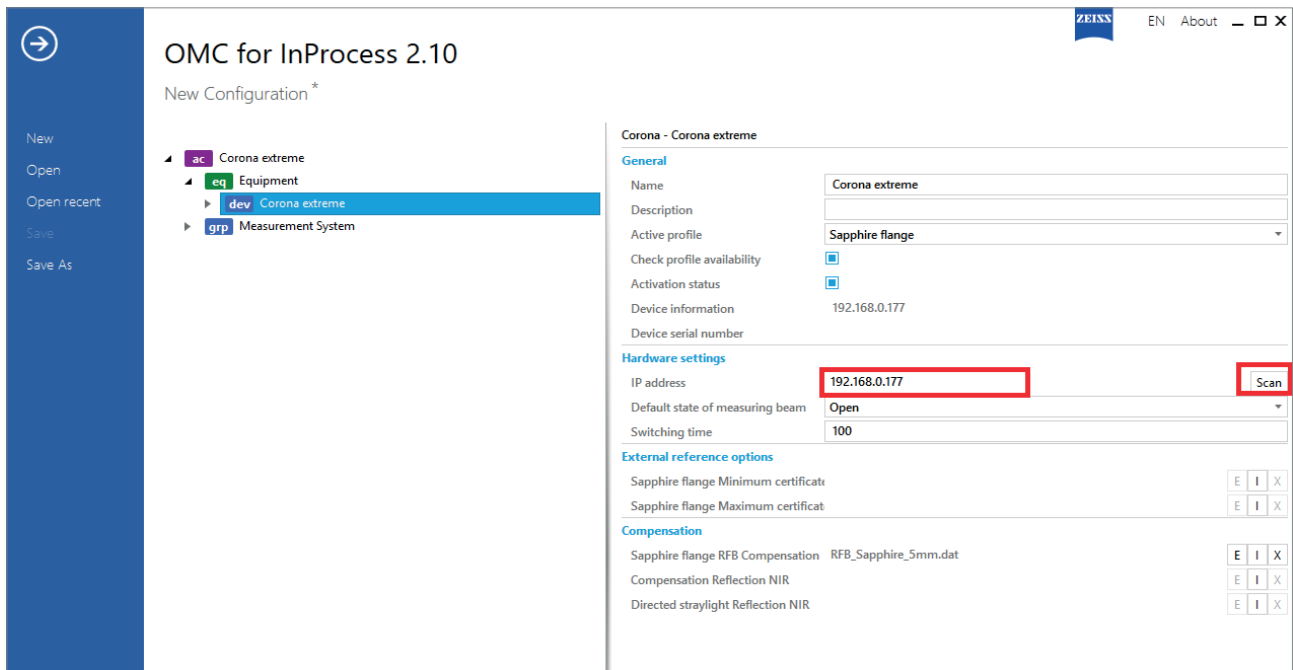 ZEISS
EN About
OMC for InProcess 2.10
New Configuration *
New
Open
Open recent
Save
Save As
ac Corona extreme
eq Equipment
dev Corona extreme
grp Measurement System
Corona - Corona extreme
General
Name Corona extreme
Description
Active profile Sapphire flange
Check profile availability
Activation status
Device information 192.168.0.177
Device serial number
Hardware settings
IP address 192.168.0.177 Scan
Default state of measuring beam Open
Switching time 100
External reference options
Sapphire flange Minimum certificate E I X
Sapphire flange Maximum certificat E I X
Compensation
Sapphire flange RFB Compensation RFB_Sapphire_5mm.dat E I X
Compensation Reflection NIR E I X
Directed straylight Reflection NIR E I X